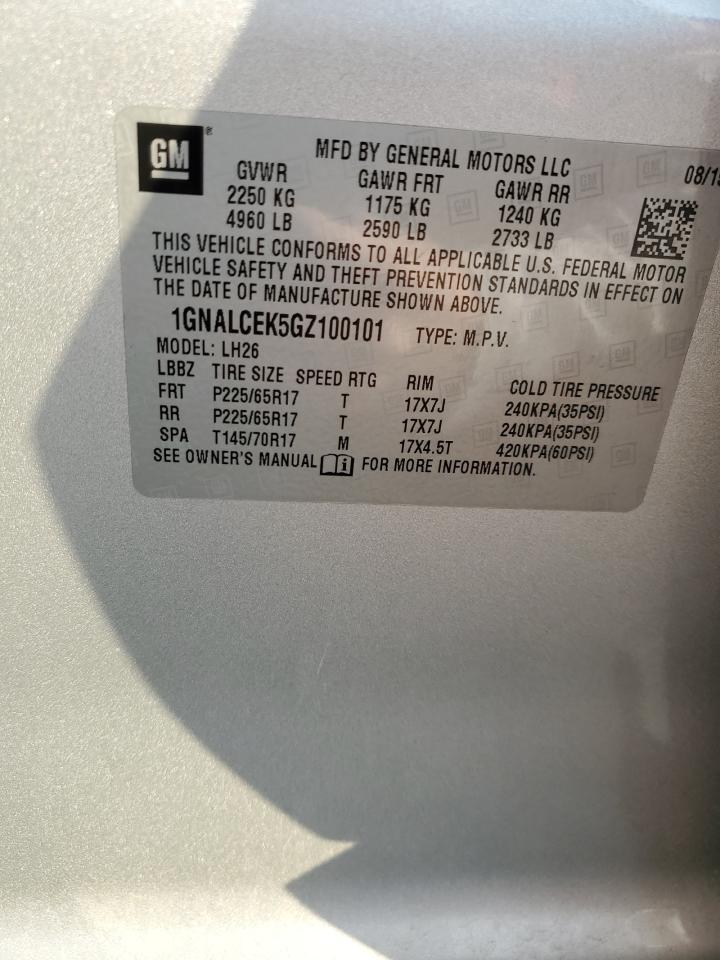 GM ®
MFD BY GENERAL MOTORS LLC
08/15
GVWR GAWR FRT GAWR RR
2250 KG 1175 KG 1240 KG
4960 LB 2590 LB 2733 LB
THIS VEHICLE CONFORMS TO ALL APPLICABLE U.S. FEDERAL MOTOR
VEHICLE SAFETY AND THEFT PREVENTION STANDARDS IN EFFECT ON
THE DATE OF MANUFACTURE SHOWN ABOVE.
1GNALCEK5GZ100101 TYPE: M.P.V.
MODEL: LH26
LBBZ TIRE SIZE SPEED RTG RIM COLD TIRE PRESSURE
FRT P225/65R17 T 17X7J 240KPA(35PSI)
RR P225/65R17 T 17X7J 240KPA(35PSI)
SPA T145/70R17 M 17X4.5T 420KPA(60PSI)
SEE OWNER'S MANUAL FOR MORE INFORMATION.